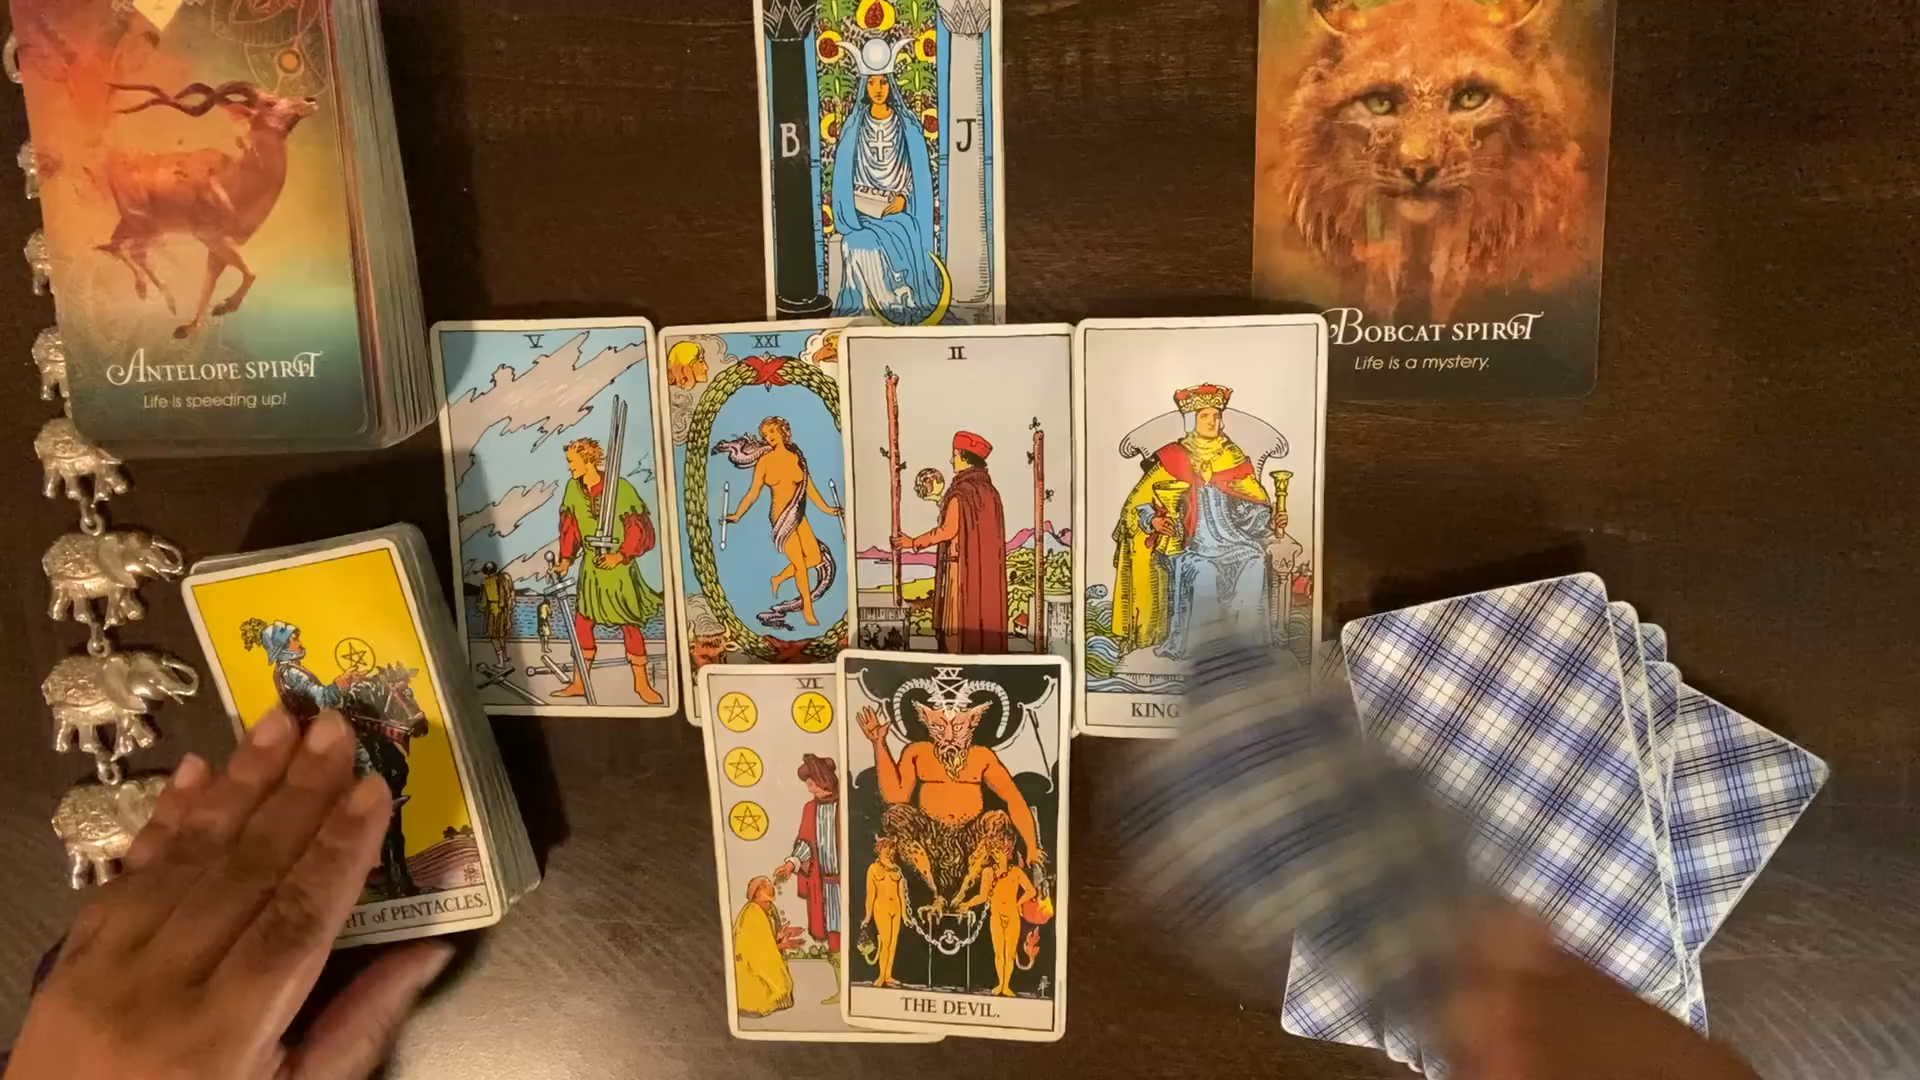 B
J
ANTELOPE SPIRIT
Life is speeding up!
BOBCAT SPIRIT
Life is a mystery.
V
XXI
II
KING
VI
XV
THE DEVIL.
of PENTACLES.